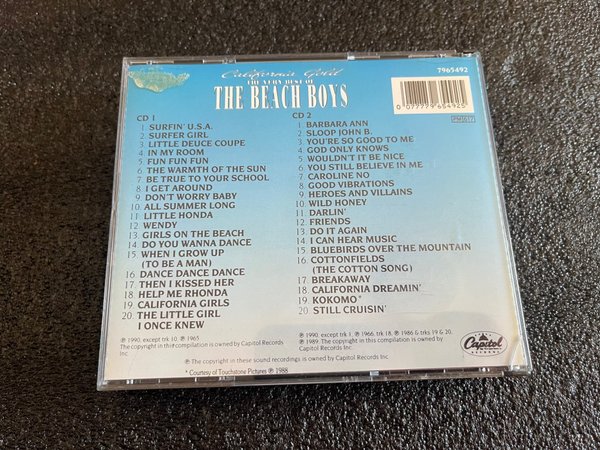 California Gold
THE VERY BEST OF
THE BEACH BOYS
7965492
0 077779 654925
CD 1
1. SURFIN' U.S.A.
2. SURFER GIRL
3. LITTLE DEUCE COUPE
4. IN MY ROOM
5. FUN FUN FUN
6. THE WARMTH OF THE SUN
7. BE TRUE TO YOUR SCHOOL
8. I GET AROUND
9. DON'T WORRY BABY
10. ALL SUMMER LONG
11. LITTLE HONDA
12. WENDY
13. GIRLS ON THE BEACH
14. DO YOU WANNA DANCE
15. WHEN I GROW UP
(TO BE A MAN)
16. DANCE DANCE DANCE
17. THEN I KISSED HER
18. HELP ME RHONDA
19. CALIFORNIA GIRLS
20. THE LITTLE GIRL
I ONCE KNEW
CD 2
1. BARBARA ANN
2. SLOOP JOHN B.
3. YOU'RE SO GOOD TO ME
4. GOD ONLY KNOWS
5. WOULDN'T IT BE NICE
6. YOU STILL BELIEVE IN ME
7. CAROLINE NO
8. GOOD VIBRATIONS
9. HEROES AND VILLAINS
10. WILD HONEY
11. DARLIN'
12. FRIENDS
13. DO IT AGAIN
14. I CAN HEAR MUSIC
15. BLUEBIRDS OVER THE MOUNTAIN
16. COTTONFIELDS
(THE COTTON SONG)
17. BREAKAWAY
18. CALIFORNIA DREAMIN'
19. KOKOMO*
20. STILL CRUISIN'
℗ 1990, except trk 10, ℗ 1965
The copyright in this compilation is owned by Capitol Records
Inc.
℗ 1990, except trk 1, ℗ 1966, trk 18, ℗ 1986 & trks 19 & 20,
℗ 1989. The copyright in this compilation is owned by Capitol Records
Inc.
℗ The copyright in these sound recordings is owned by Capitol Records Inc.
* Courtesy of Touchstone Pictures ℗ 1988
Capitol
RECORDS